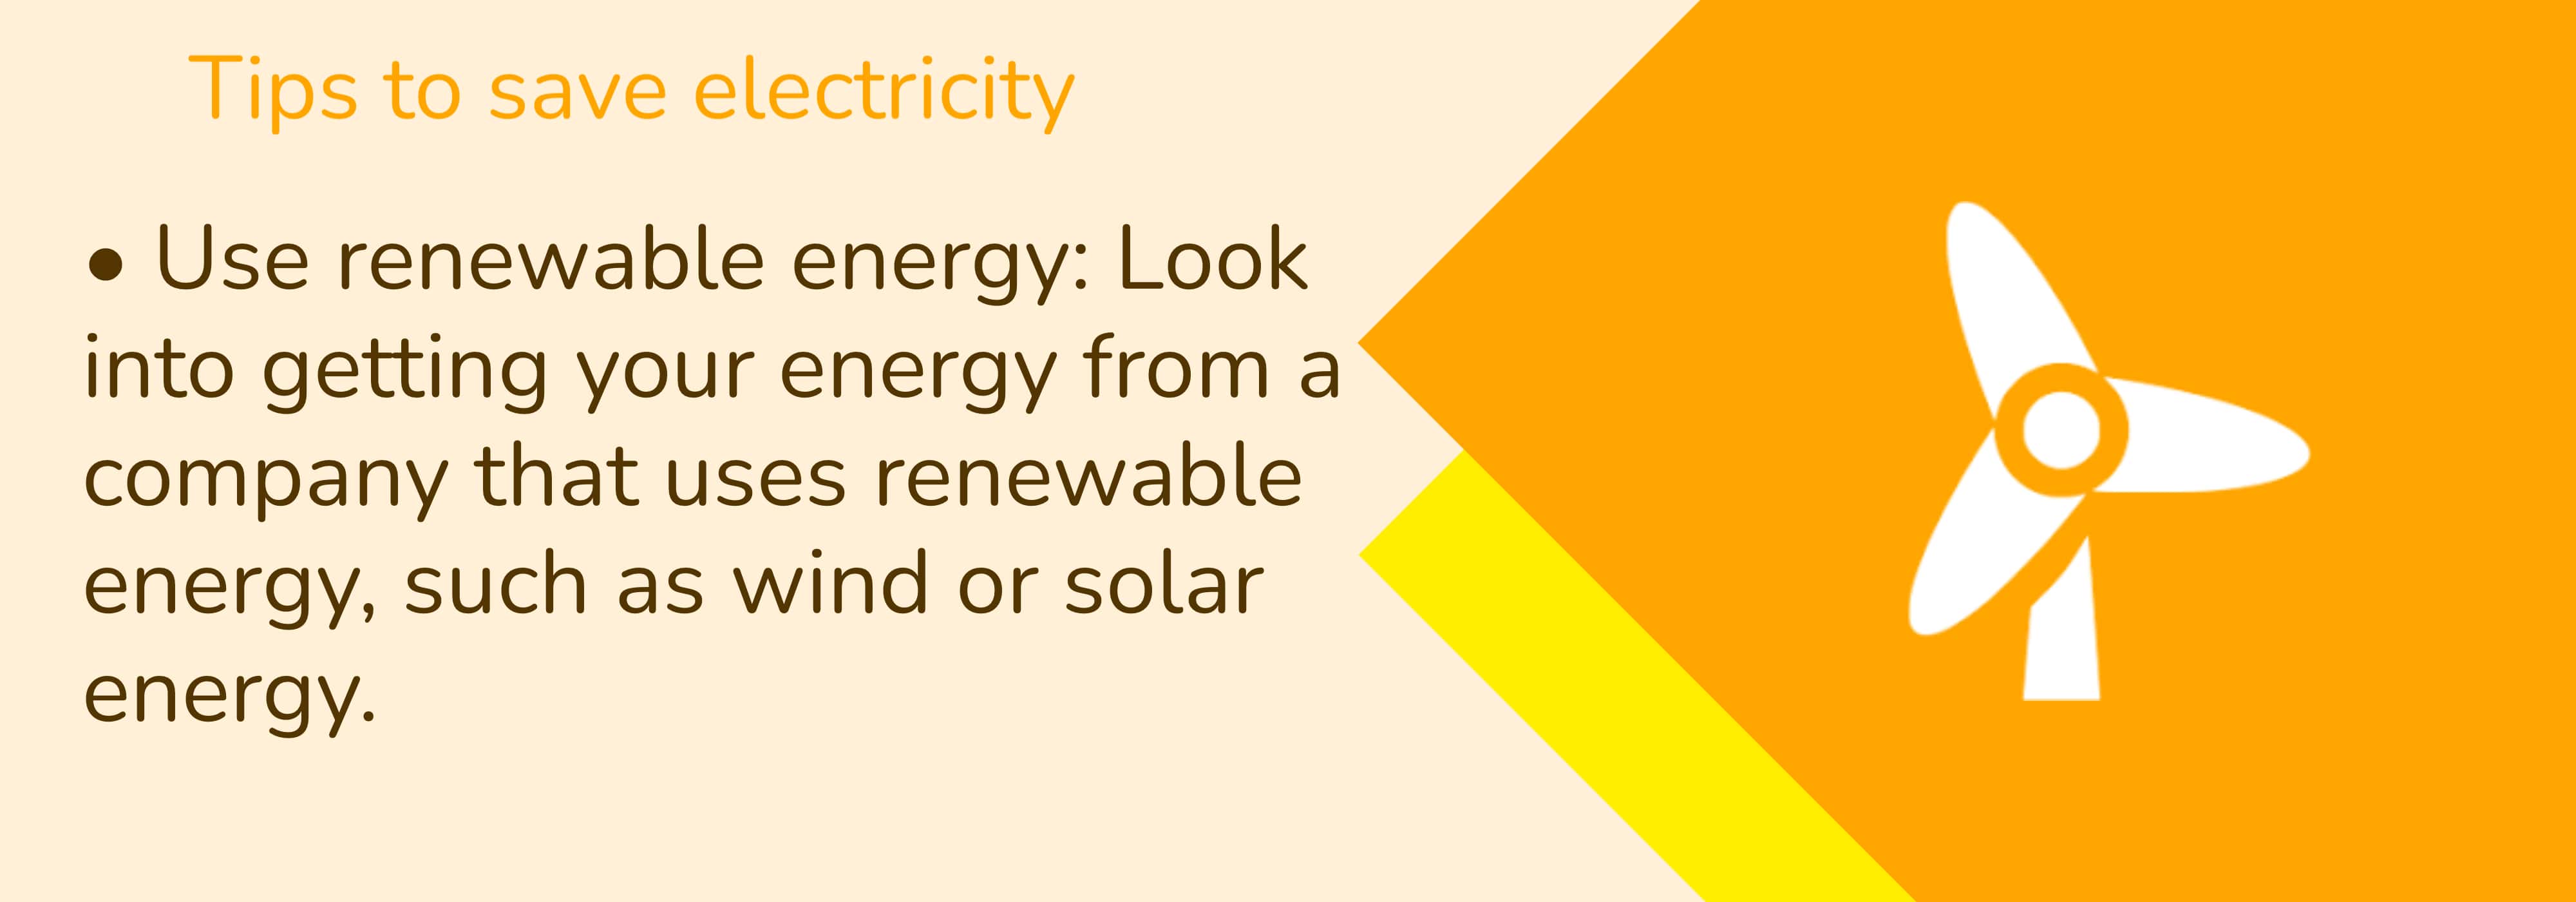 Tips to save electricity
• Use renewable energy: Look
into getting your energy from a
company that uses renewable
energy, such as wind or solar
energy.